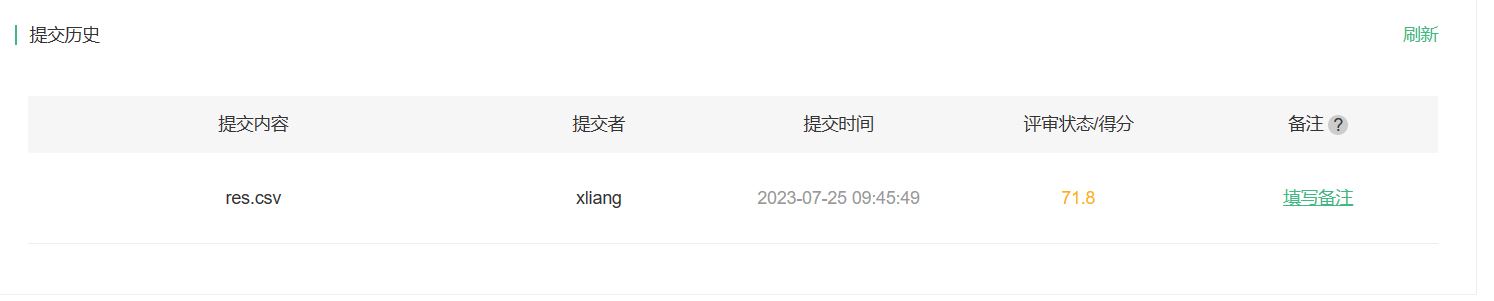 提交历史 刷新
提交内容 提交者 提交时间 评审状态/得分 备注 ?
res.csv xliang 2023-07-25 09:45:49 71.8 填写备注